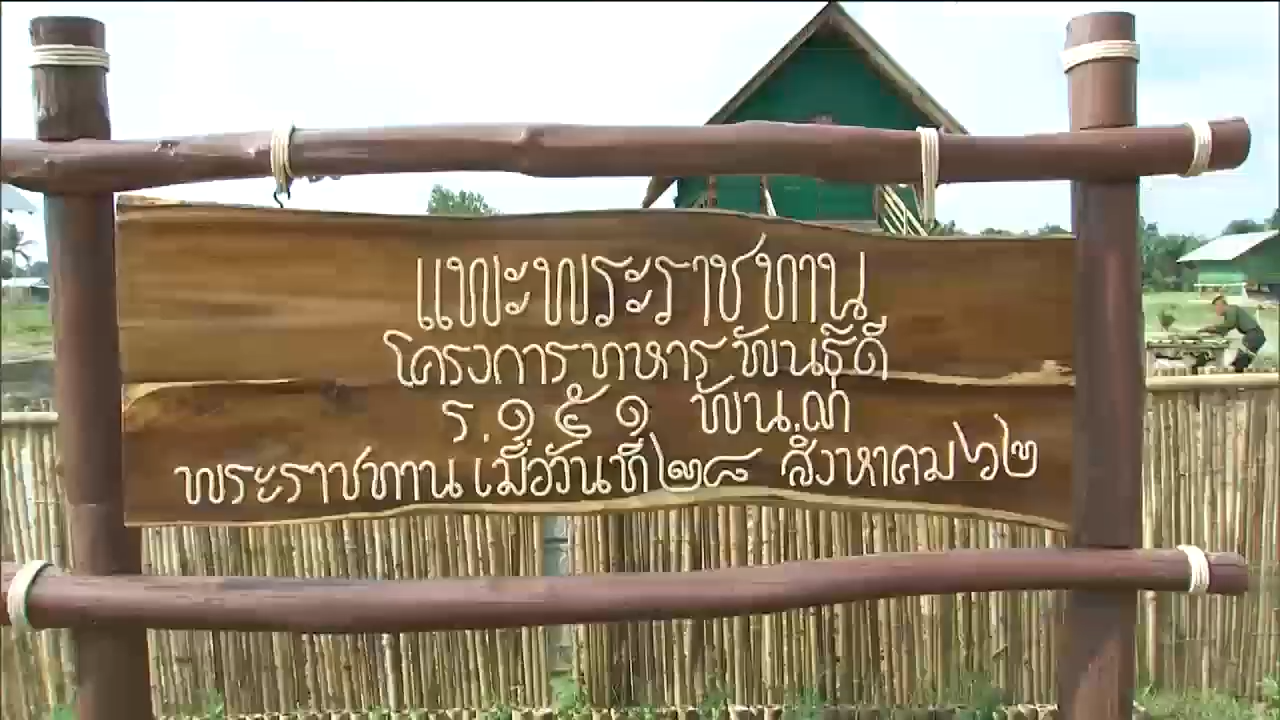 แพะพระราชทาน
โครงการทหารพันธุ์ดี
ร.๑๕๑ พัน.๓
พระราชทานเมื่อวันที่ ๒๘ สิงหาคม ๖๒